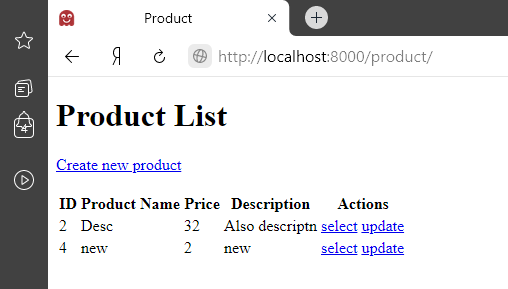 Product
Я http://localhost:8000/product/
4
Product List
Create new product
ID Product Name Price Description Actions
2 Desc 32 Also descriptn select update
4 new 2 new select update